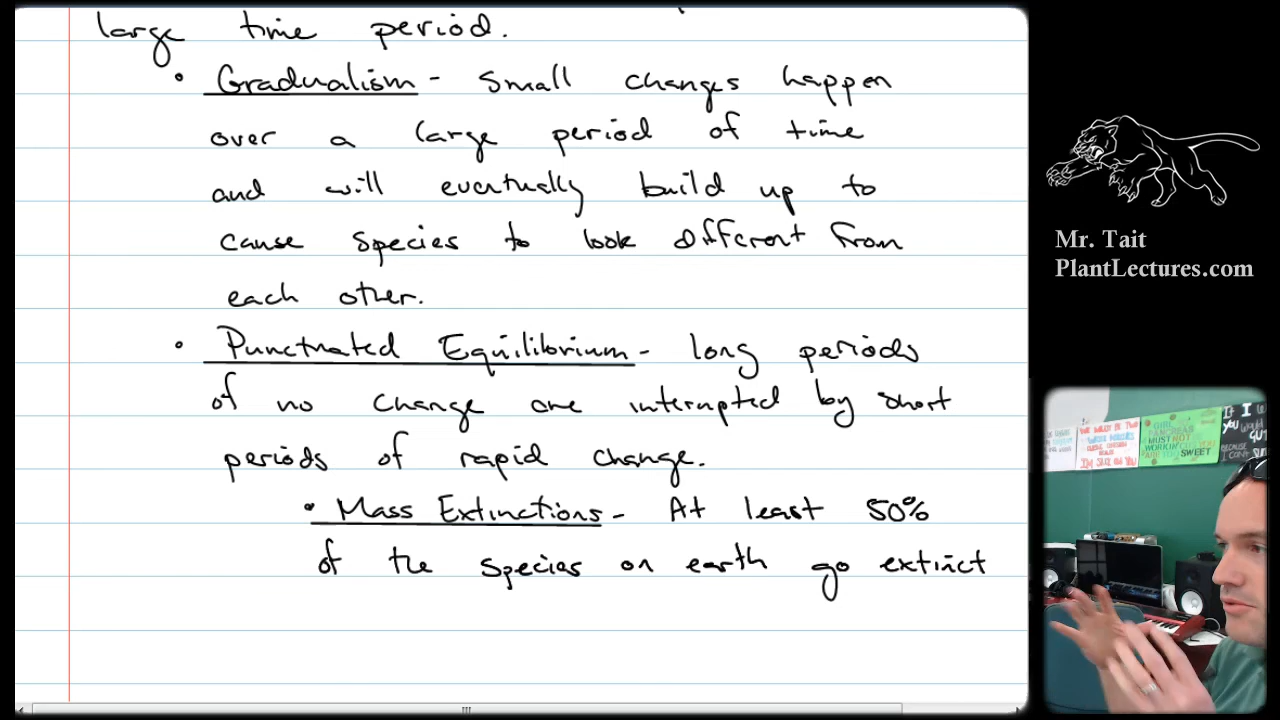 large time period.
• Gradualism - small changes happen
over a large period of time
and will eventually build up to
cause species to look different from
each other.
• Punctuated Equilibrium - long periods
of no change are interrupted by short
periods of rapid change.
• Mass Extinctions - At least 50%
of the species on earth go extinct
Mr. Tait
PlantLectures.com
MUST NOT
SWEET